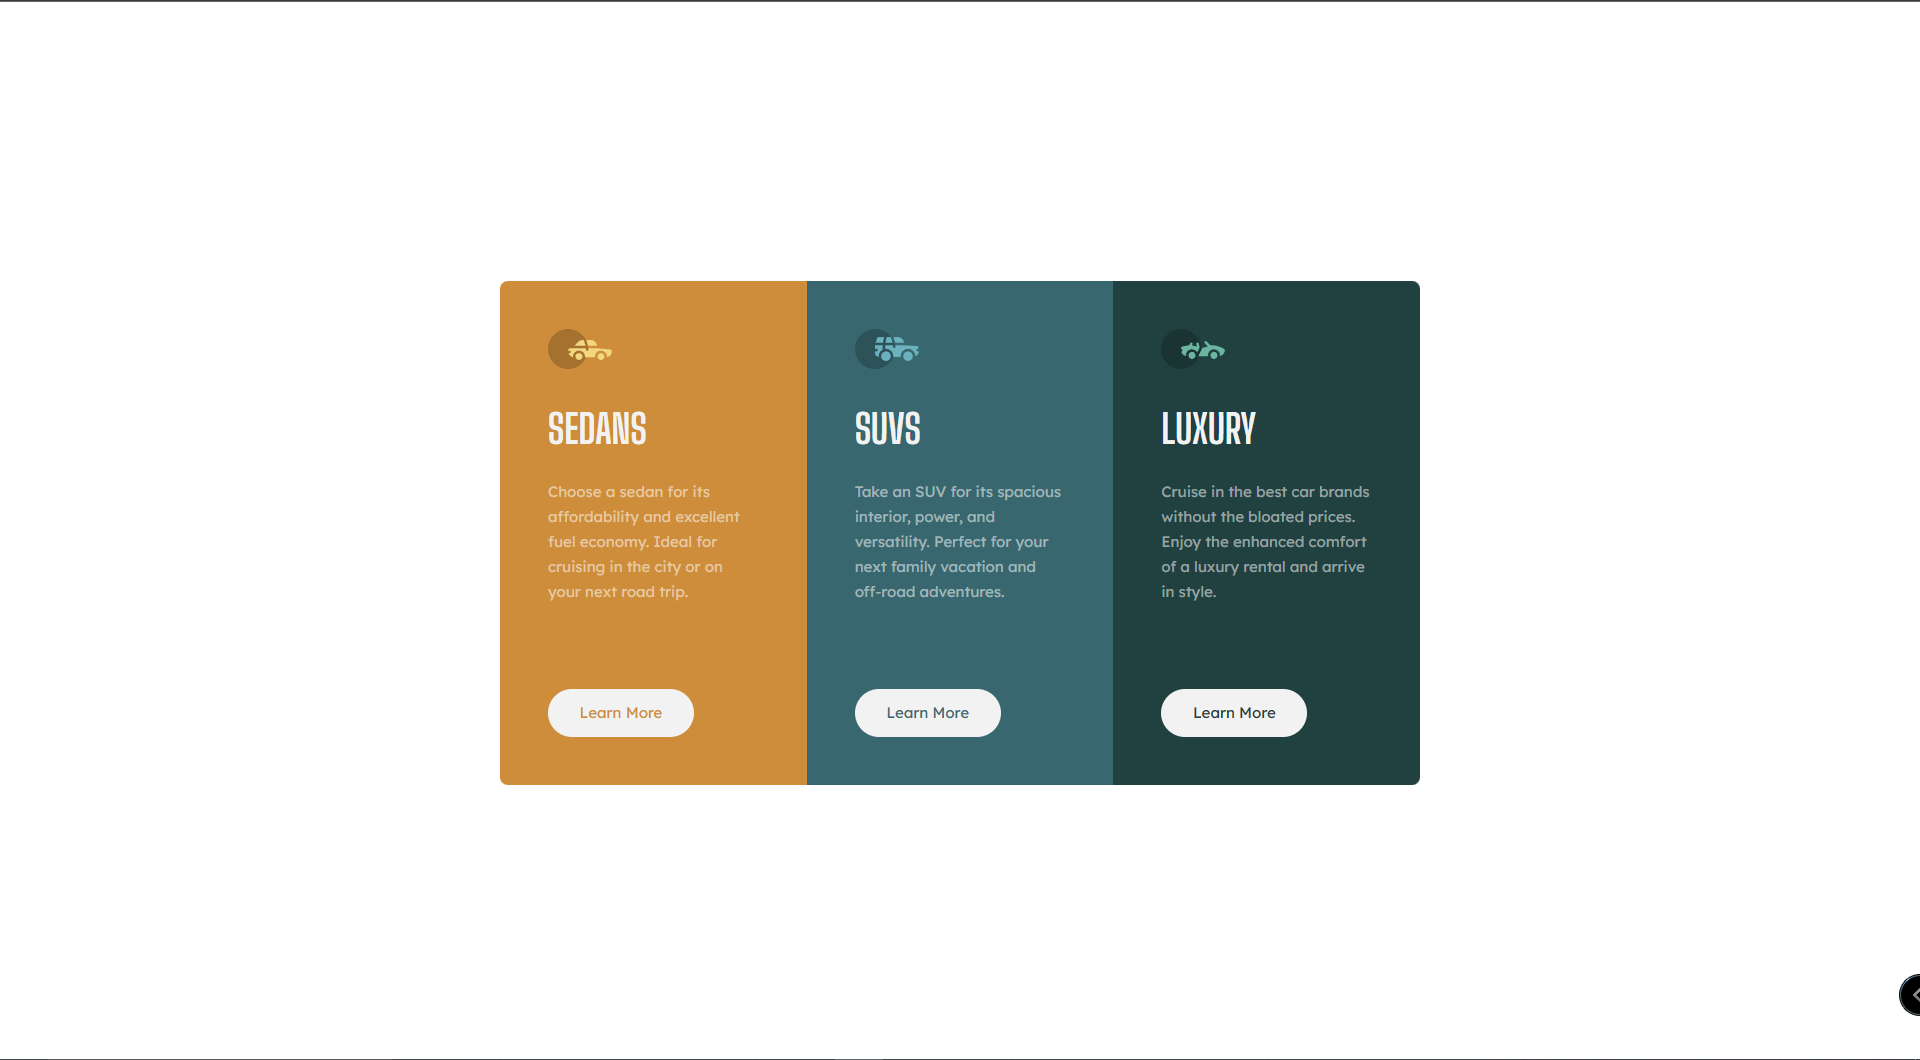 SEDANS
Choose a sedan for its
affordability and excellent
fuel economy. Ideal for
cruising in the city or on
your next road trip.
Learn More
SUVS
Take an SUV for its spacious
interior, power, and
versatility. Perfect for your
next family vacation and
off-road adventures.
Learn More
LUXURY
Cruise in the best car brands
without the bloated prices.
Enjoy the enhanced comfort
of a luxury rental and arrive
in style.
Learn More